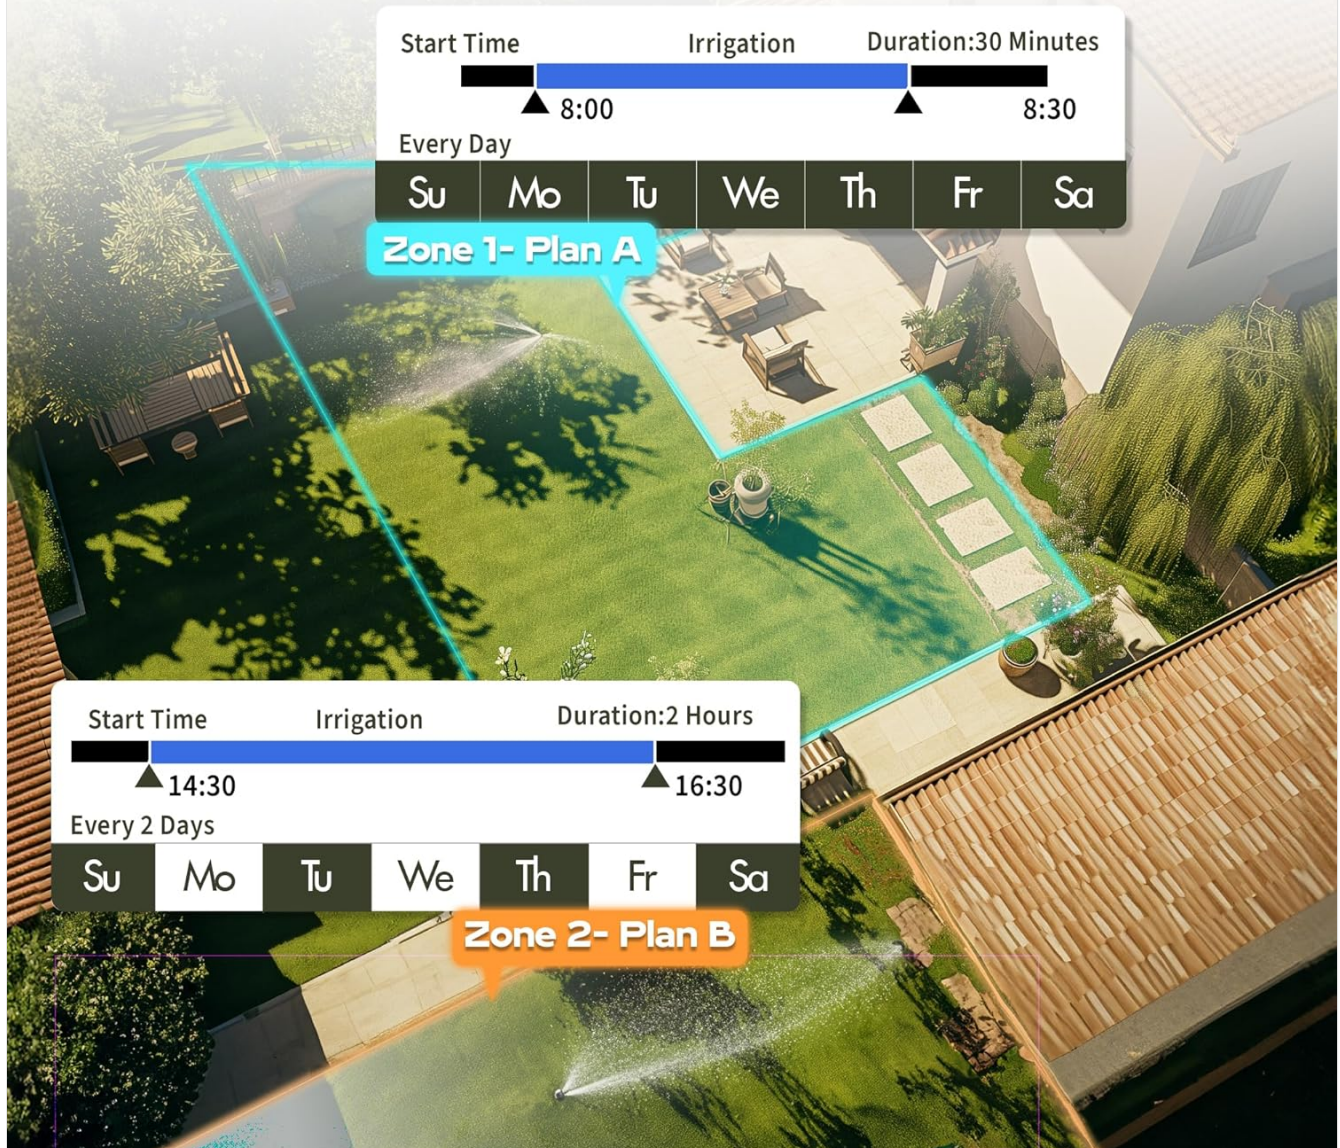 Start Time Irrigation Duration:30 Minutes
8:00 8:30
Every Day
Su Mo Tu We Th Fr Sa
Zone 1- Plan A
Start Time Irrigation Duration:2 Hours
14:30 16:30
Every 2 Days
Su Mo Tu We Th Fr Sa
Zone 2- Plan B